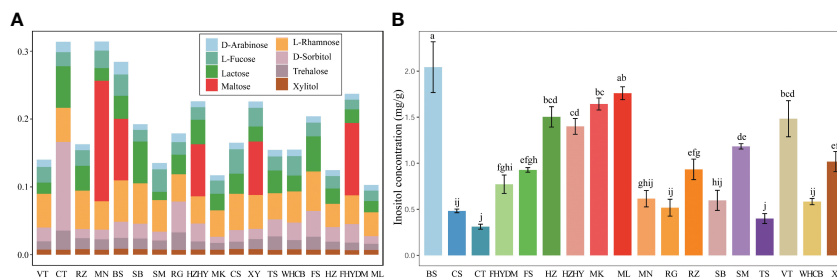 A
D-Arabinose
L-Fucose
Lactose
Maltose
L-Rhamnose
D-Sorbitol
Trehalose
Xylitol
0.3
0.2
0.1
0.0
VT CT RZ MN BS SB SM RG HZHY MK CS XY TS WHCB FS HZ FHYDM ML
B
Inositol concentration (mg/g)
2.0
1.5
1.0
0.5
0.0
a
ij
j
fghi
efgh
bcd
cd
bc
ab
ghij
ij
efg
hij
de
j
bcd
ij
BS CS CT FHYDM FS HZ HZHY MK ML MN RG RZ SB SM TS VT WHCB